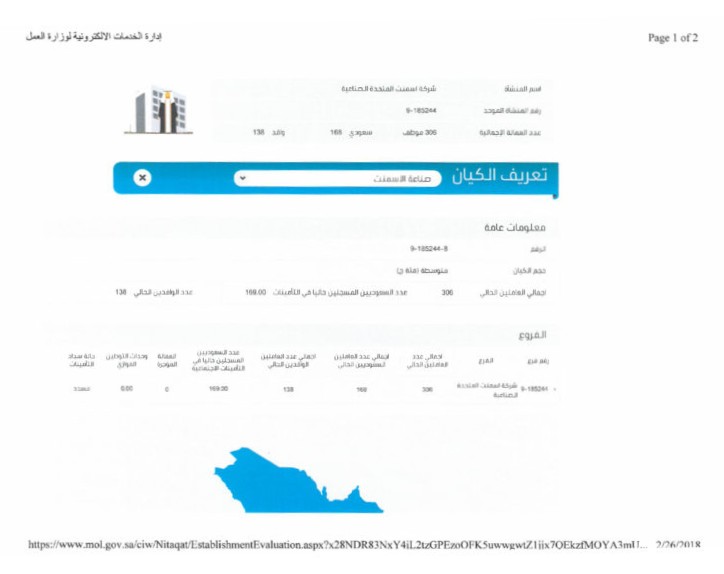 إدارة الخدمات الالكترونية لوزارة العمل
Page 1 of 2
اسم المنشأة شركة اسمنت المتحدة الصناعية
رقم المنشأة الموحد 9-185244
عدد العمالة الإجمالية 306 موظف سعودي 168 وافد 138
تعريف الكيان صناعة الاسمنت
معلومات عامة
الرقم 9-185244-8
حجم الكيان متوسطة (فئة ج)
اجمالي العاملين الحالي 306 عدد السعوديين المسجلين حاليا في التأمينات 169.00 عدد الوافدين الحالي 138
الفروع
رقم فرع الفرع اجمالي عدد العاملين الحالي اجمالي عدد العاملين السعوديين الحالي اجمالي عدد العاملين الوافدين الحالي عدد السعوديين المسجلين حاليا في التأمينات الاجتماعية العمالة المؤجرة وحدات التوطين الموازي حالة سداد التأمينات
9-185244 شركة اسمنت المتحدة الصناعية 306 168 138 169.00 0 0.00
https://www.mol.gov.sa/ciw/Nitaqat/EstablishmentEvaluation.aspx?x28NDR83NxY4iL2tzGPEzoOFK5uwwgwtZ1jix7QEkzfMOYA3mU... 2/26/2018